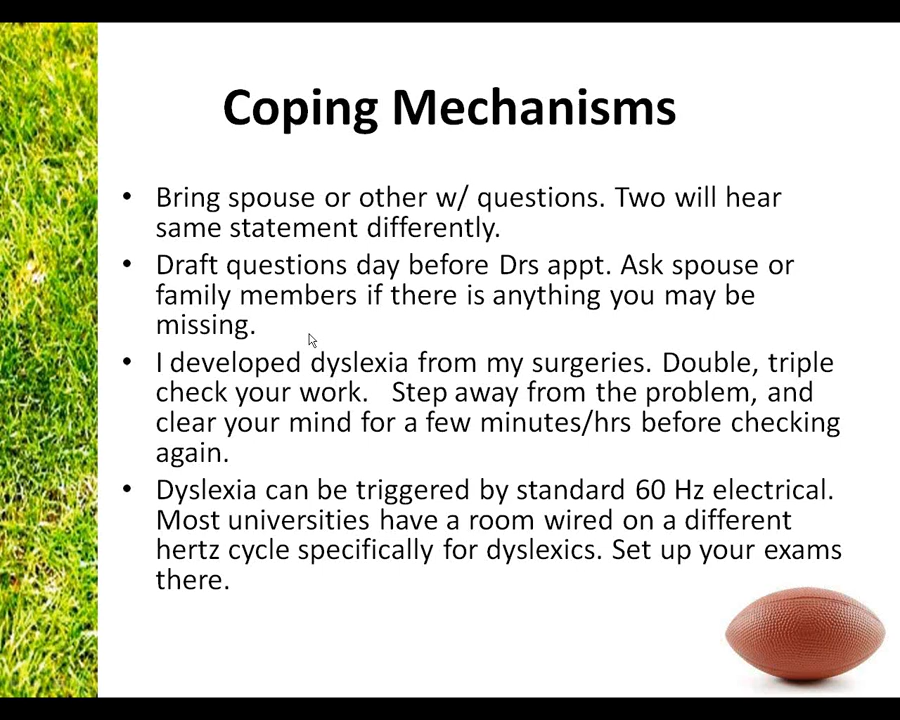 Coping Mechanisms
• Bring spouse or other w/ questions. Two will hear
same statement differently.
• Draft questions day before Drs appt. Ask spouse or
family members if there is anything you may be
missing.
• I developed dyslexia from my surgeries. Double, triple
check your work.   Step away from the problem, and
clear your mind for a few minutes/hrs before checking
again.
• Dyslexia can be triggered by standard 60 Hz electrical.
Most universities have a room wired on a different
hertz cycle specifically for dyslexics. Set up your exams
there.